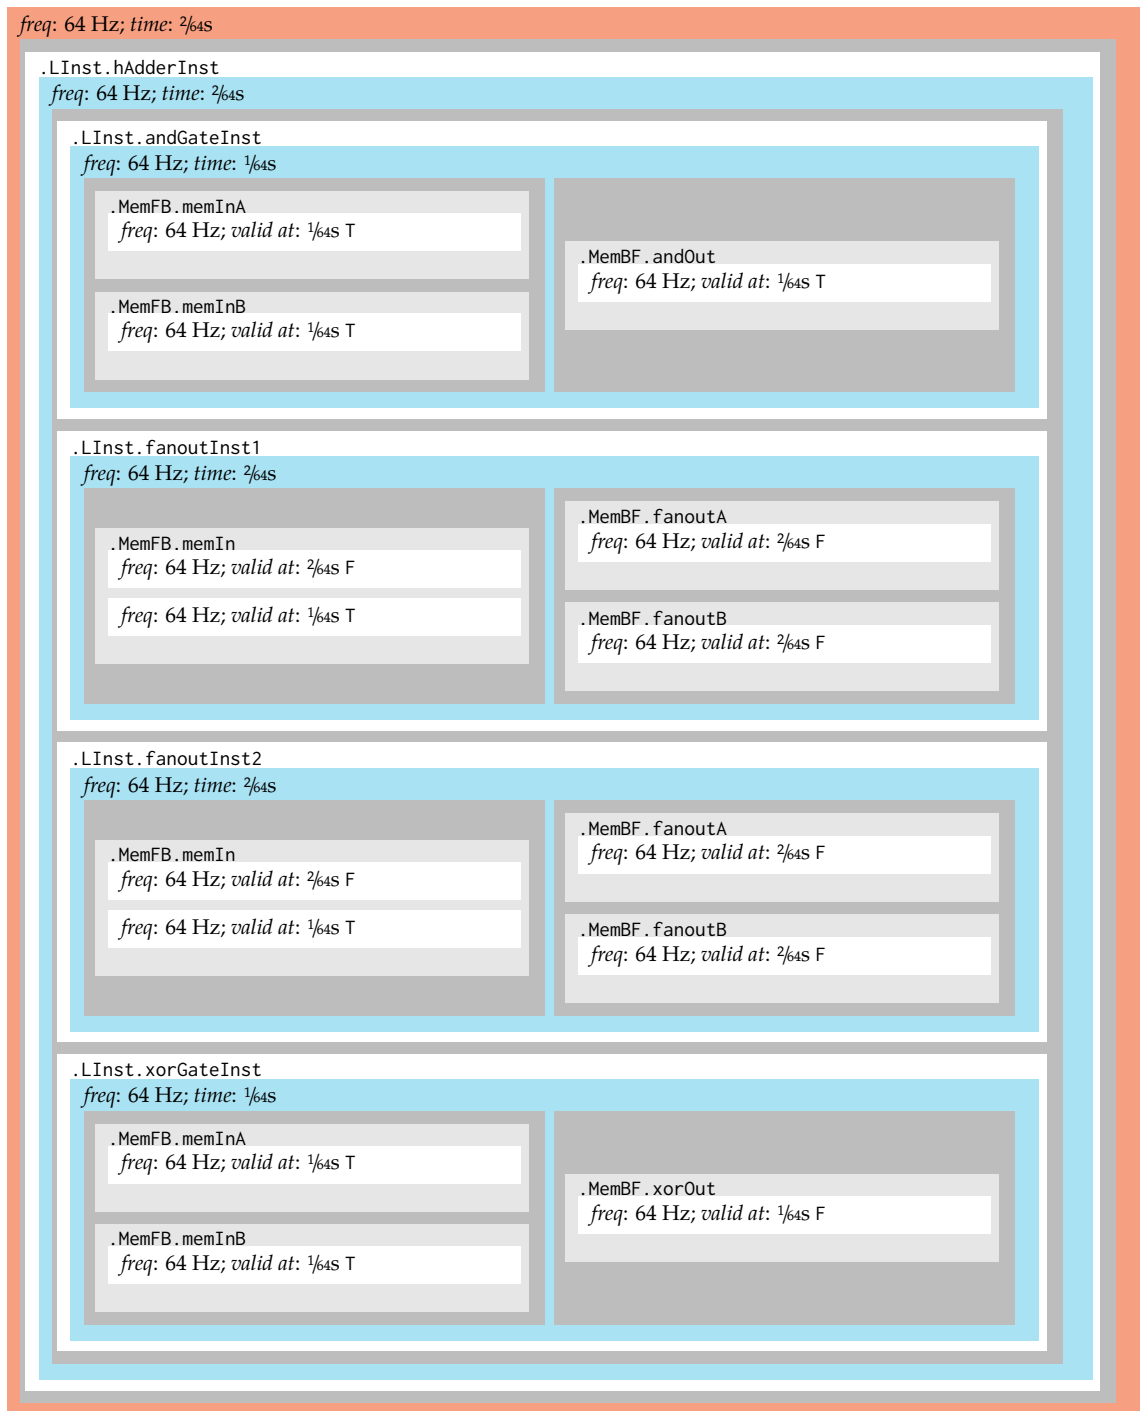 freq: 64 Hz; time: 2/64s
.LInst.hAdderInst
freq: 64 Hz; time: 2/64s
.LInst.andGateInst
freq: 64 Hz; time: 1/64s
.MemFB.memInA
freq: 64 Hz; valid at: 1/64s T
.MemFB.memInB
freq: 64 Hz; valid at: 1/64s T
.MemBF.andOut
freq: 64 Hz; valid at: 1/64s T
.LInst.fanoutInst1
freq: 64 Hz; time: 2/64s
.MemFB.memIn
freq: 64 Hz; valid at: 2/64s F
freq: 64 Hz; valid at: 1/64s T
.MemBF.fanoutA
freq: 64 Hz; valid at: 2/64s F
.MemBF.fanoutB
freq: 64 Hz; valid at: 2/64s F
.LInst.fanoutInst2
freq: 64 Hz; time: 2/64s
.MemFB.memIn
freq: 64 Hz; valid at: 2/64s F
freq: 64 Hz; valid at: 1/64s T
.MemBF.fanoutA
freq: 64 Hz; valid at: 2/64s F
.MemBF.fanoutB
freq: 64 Hz; valid at: 2/64s F
.LInst.xorGateInst
freq: 64 Hz; time: 1/64s
.MemFB.memInA
freq: 64 Hz; valid at: 1/64s T
.MemFB.memInB
freq: 64 Hz; valid at: 1/64s T
.MemBF.xorOut
freq: 64 Hz; valid at: 1/64s F